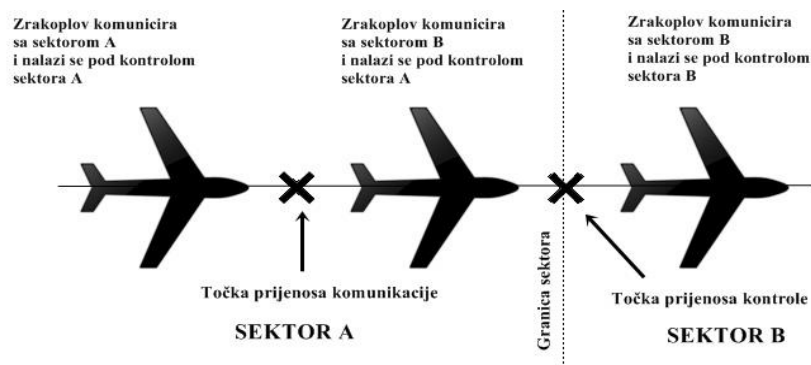 Zrakoplov komunicira
sa sektorom A
i nalazi se pod kontrolom
sektora A
Zrakoplov komunicira
sa sektorom B
i nalazi se pod kontrolom
sektora A
Zrakoplov komunicira
sa sektorom B
i nalazi se pod kontrolom
sektora B
Točka prijenosa komunikacije
Granica sektora
Točka prijenosa kontrole
SEKTOR A
SEKTOR B